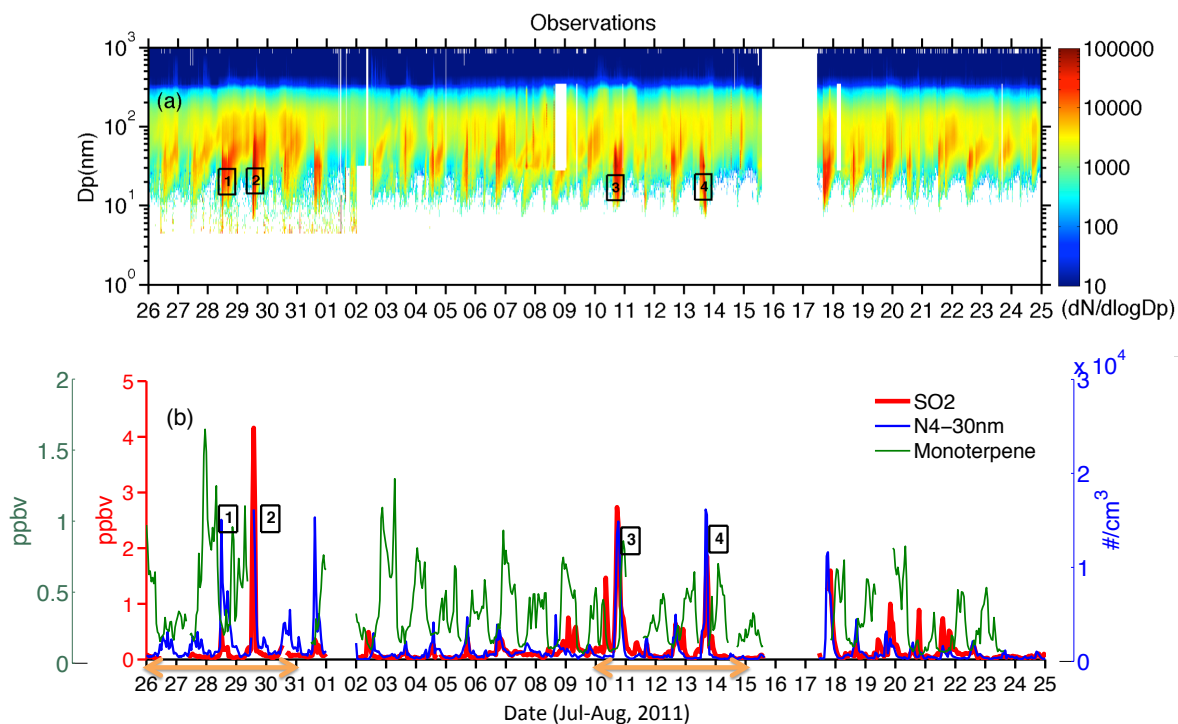 Observations
(a)
Dp(nm)
10³
10²
10¹
10⁰
1
2
3
4
26 27 28 29 30 31 01 02 03 04 05 06 07 08 09 10 11 12 13 14 15 16 17 18 19 20 21 22 23 24 25
100000
10000
1000
100
10
(dN/dlogDp)
(b)
2
1.5
1
0.5
0
ppbv
5
4
3
2
1
0
ppbv
x 10⁴
3
2
1
0
#/cm³
SO2
N4-30nm
Monoterpene
1
2
3
4
26 27 28 29 30 31 01 02 03 04 05 06 07 08 09 10 11 12 13 14 15 16 17 18 19 20 21 22 23 24 25
Date (Jul-Aug, 2011)